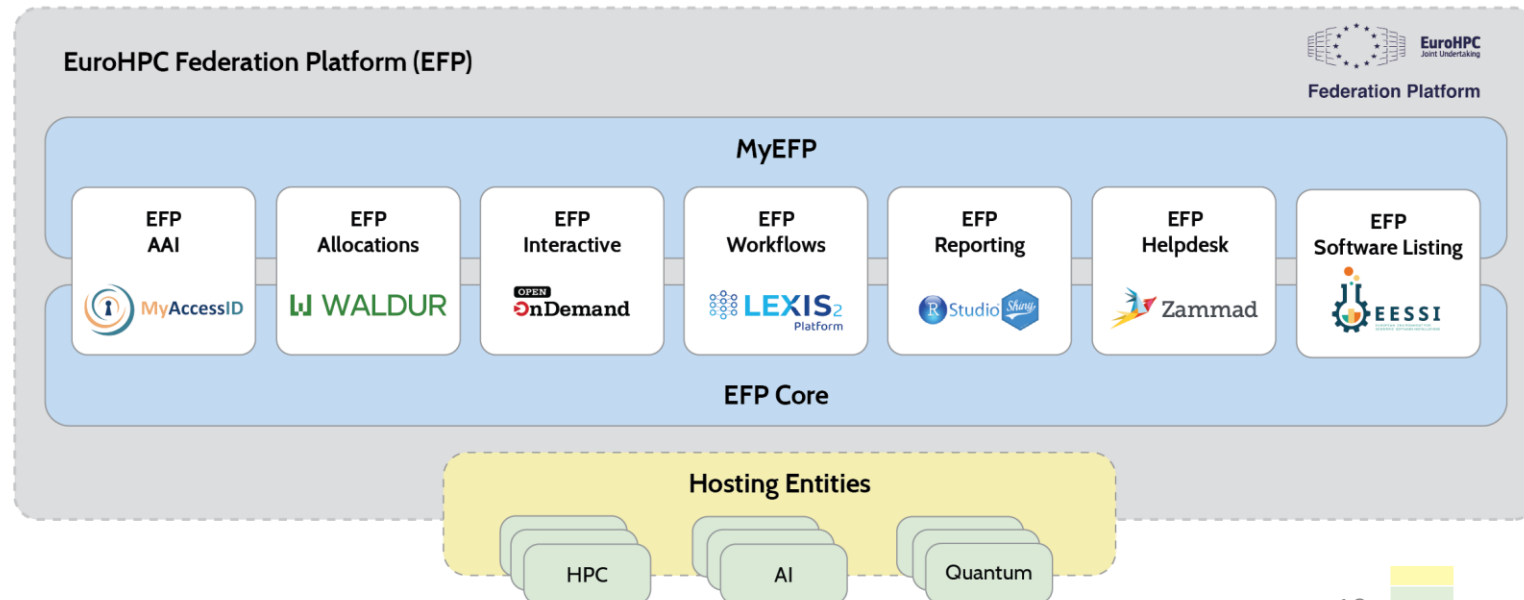 EuroHPC Federation Platform (EFP)
EuroHPC
Joint Undertaking
Federation Platform
MyEFP
EFP
AAI
MyAccessID
EFP
Allocations
WALDUR
EFP
Interactive
OPEN
OnDemand
EFP
Workflows
LEXIS2
Platform
EFP
Reporting
R Studio Shiny
EFP
Helpdesk
Zammad
EFP
Software Listing
EESSI
EFP Core
Hosting Entities
HPC
AI
Quantum